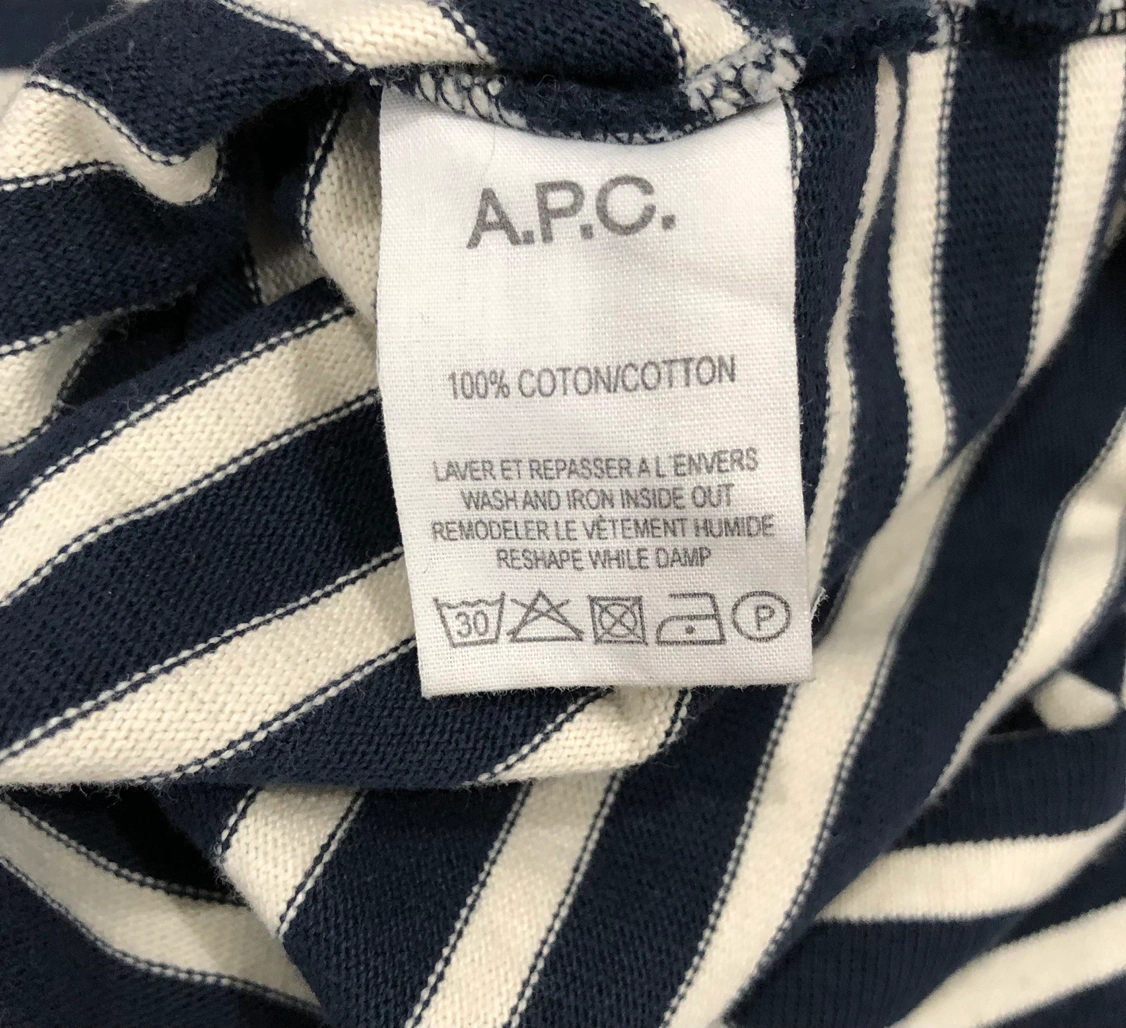 A.P.C.
100% COTON/COTTON
LAVER ET REPASSER A L'ENVERS
WASH AND IRON INSIDE OUT
REMODELER LE VÊTEMENT HUMIDE
RESHAPE WHILE DAMP
30 P